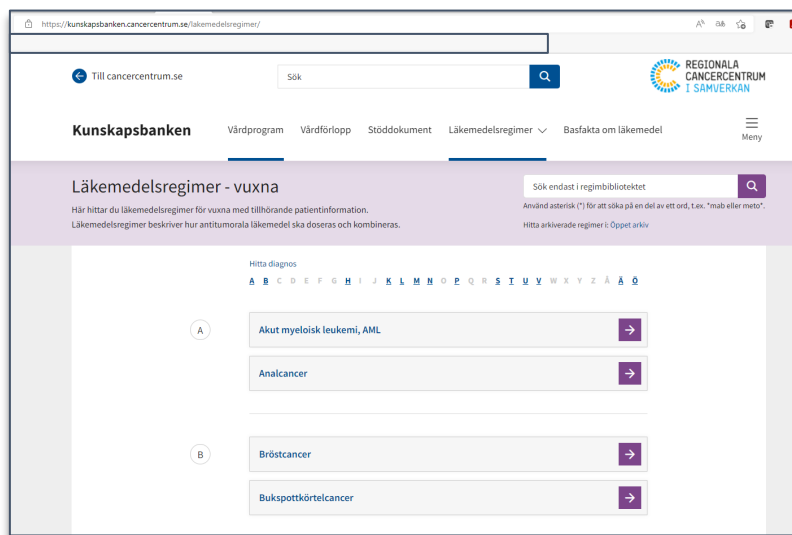 https://kunskapsbanken.cancercentrum.se/lakemedelsregimer/
Till cancercentrum.se
Sök
REGIONALA
CANCERCENTRUM
I SAMVERKAN
Kunskapsbanken
Vårdprogram Vårdförlopp Stöddokument Läkemedelsregimer Basfakta om läkemedel
Meny
Läkemedelsregimer - vuxna
Här hittar du läkemedelsregimer för vuxna med tillhörande patientinformation.
Läkemedelsregimer beskriver hur antitumorala läkemedel ska doseras och kombineras.
Sök endast i regimbiblioteket
Använd asterisk (*) för att söka på en del av ett ord, t.ex. *mab eller meto*.
Hitta arkiverade regimer i: Öppet arkiv
Hitta diagnos
A B C D E F G H I J K L M N O P Q R S T U V W X Y Z Å Ä Ö
A
Akut myeloisk leukemi, AML
Analcancer
B
Bröstcancer
Bukspottkörtelcancer